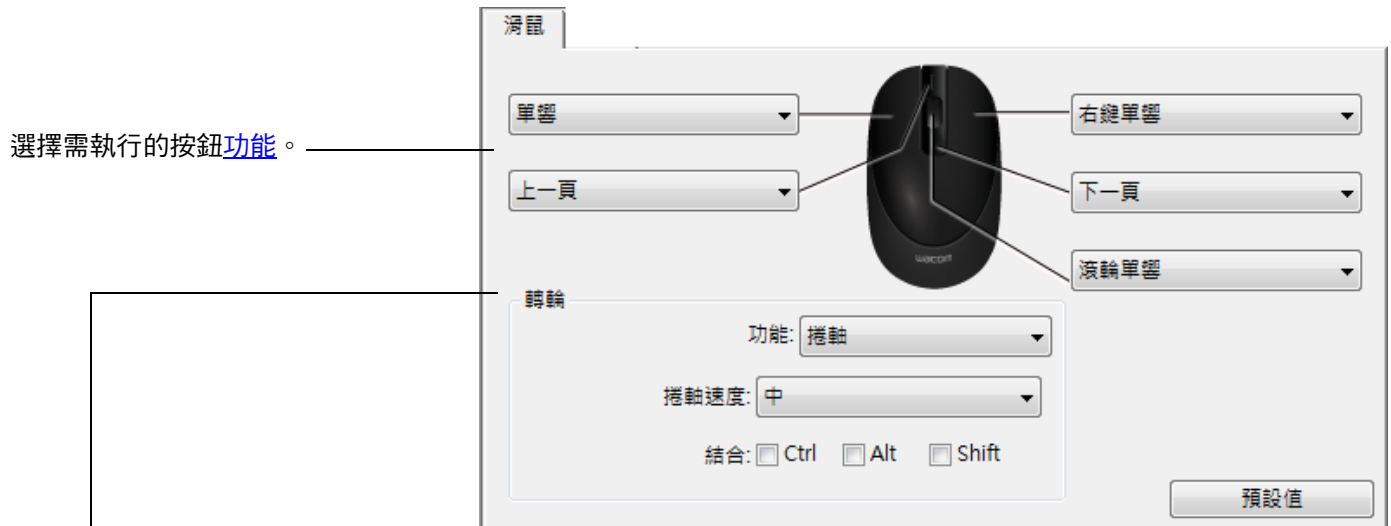 滑鼠
單響
右鍵單響
選擇需執行的按鈕功能。
上一頁
下一頁
wacom
滾輪單響
轉輪
功能: 捲軸
捲軸速度: 中
結合: Ctrl Alt Shift
預設值